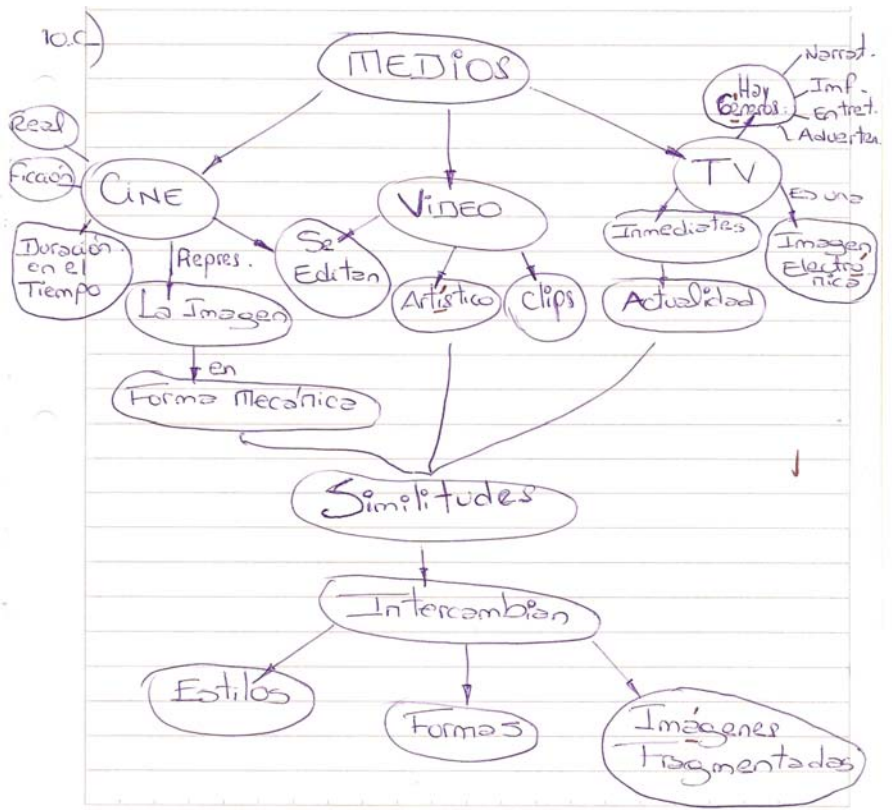 10.C)
MEDIOS
Hay
Géneros:
Narrat.
Inf.
Entret.
Real
Ficción
CINE
VIDEO
TV
Es una
Duración
en el
Tiempo
Repres.
Se
Editan
Inmediates
Imagen
Electró
nica
La Imagen
Artístico
Clips
Actualidad
en
Forma Mecánica
Similitudes
Intercambian
Estilos
Formas
Imágenes
Fragmentadas